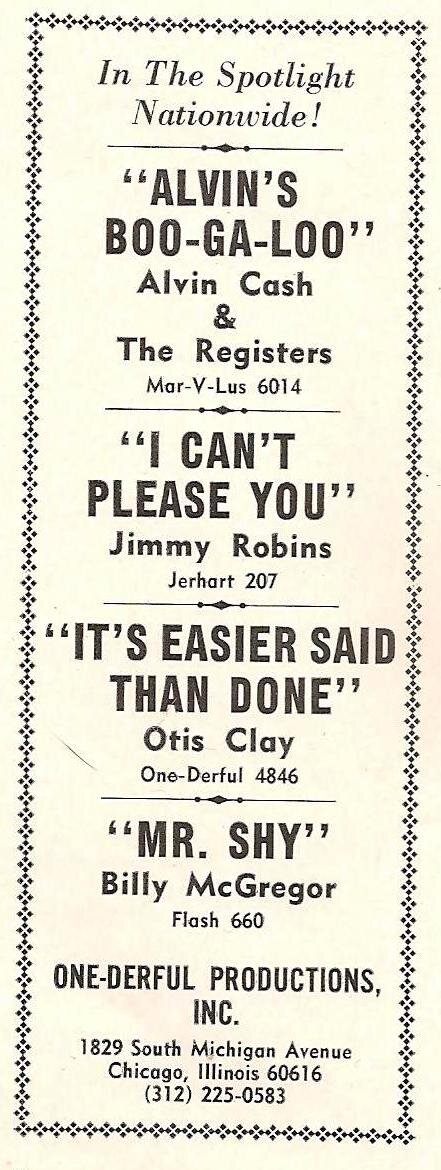 In The Spotlight
Nationwide!
“ALVIN’S
BOO-GA-LOO”
Alvin Cash
&
The Registers
Mar-V-Lus 6014
“I CAN’T
PLEASE YOU”
Jimmy Robins
Jerhart 207
“IT’S EASIER SAID
THAN DONE”
Otis Clay
One-Derful 4846
“MR. SHY”
Billy McGregor
Flash 660
ONE-DERFUL PRODUCTIONS,
INC.
1829 South Michigan Avenue
Chicago, Illinois 60616
(312) 225-0583